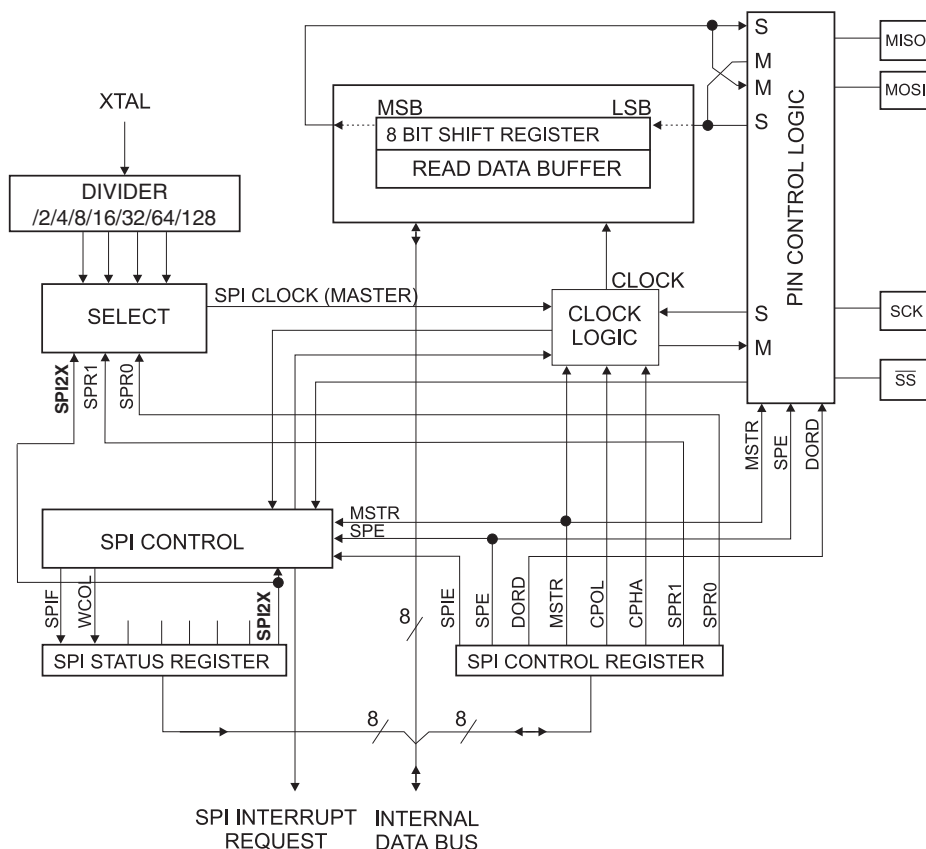 S
MISO
M
M
MOSI
XTAL
MSB
LSB
8 BIT SHIFT REGISTER
S
READ DATA BUFFER
PIN CONTROL LOGIC
DIVIDER
/2/4/8/16/32/64/128
SPI CLOCK (MASTER)
CLOCK
SELECT
CLOCK
LOGIC
S
M
SCK
SS
SPI2X
SPR1
SPR0
MSTR
SPE
DORD
MSTR
SPE
SPI CONTROL
SPIF
WCOL
SPI2X
8
SPIE
SPE
DORD
MSTR
CPOL
CPHA
SPR1
SPR0
SPI STATUS REGISTER
SPI CONTROL REGISTER
8
8
SPI INTERRUPT
REQUEST
INTERNAL
DATA BUS